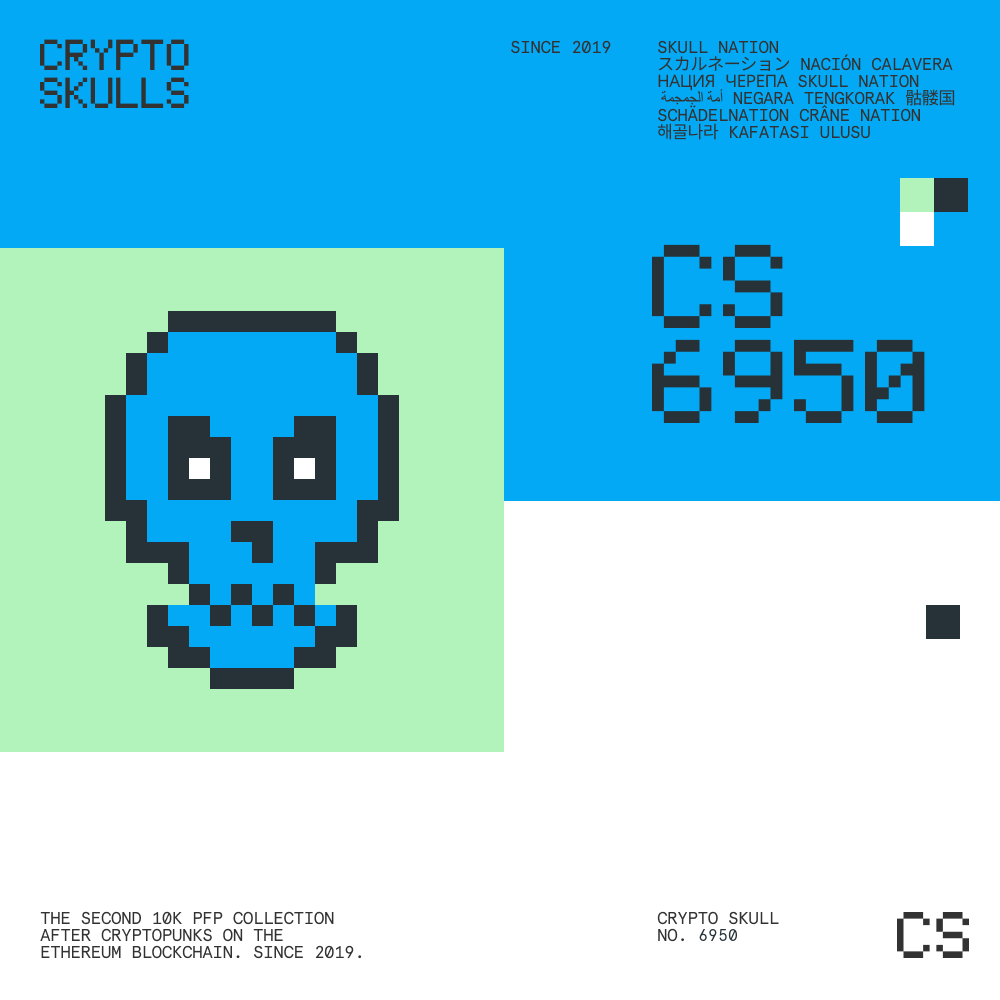 CRYPTO
SKULLS
SINCE 2019
SKULL NATION
スカルネーション NACIÓN CALAVERA
НАЦИЯ ЧЕРЕПА SKULL NATION
أمة الجمجمة NEGARA TENGKORAK 骷髅国
SCHÄDELNATION CRÂNE NATION
해골나라 KAFATASI ULUSU
CS
6950
THE SECOND 10K PFP COLLECTION
AFTER CRYPTOPUNKS ON THE
ETHEREUM BLOCKCHAIN. SINCE 2019.
CRYPTO SKULL
NO. 6950
CS